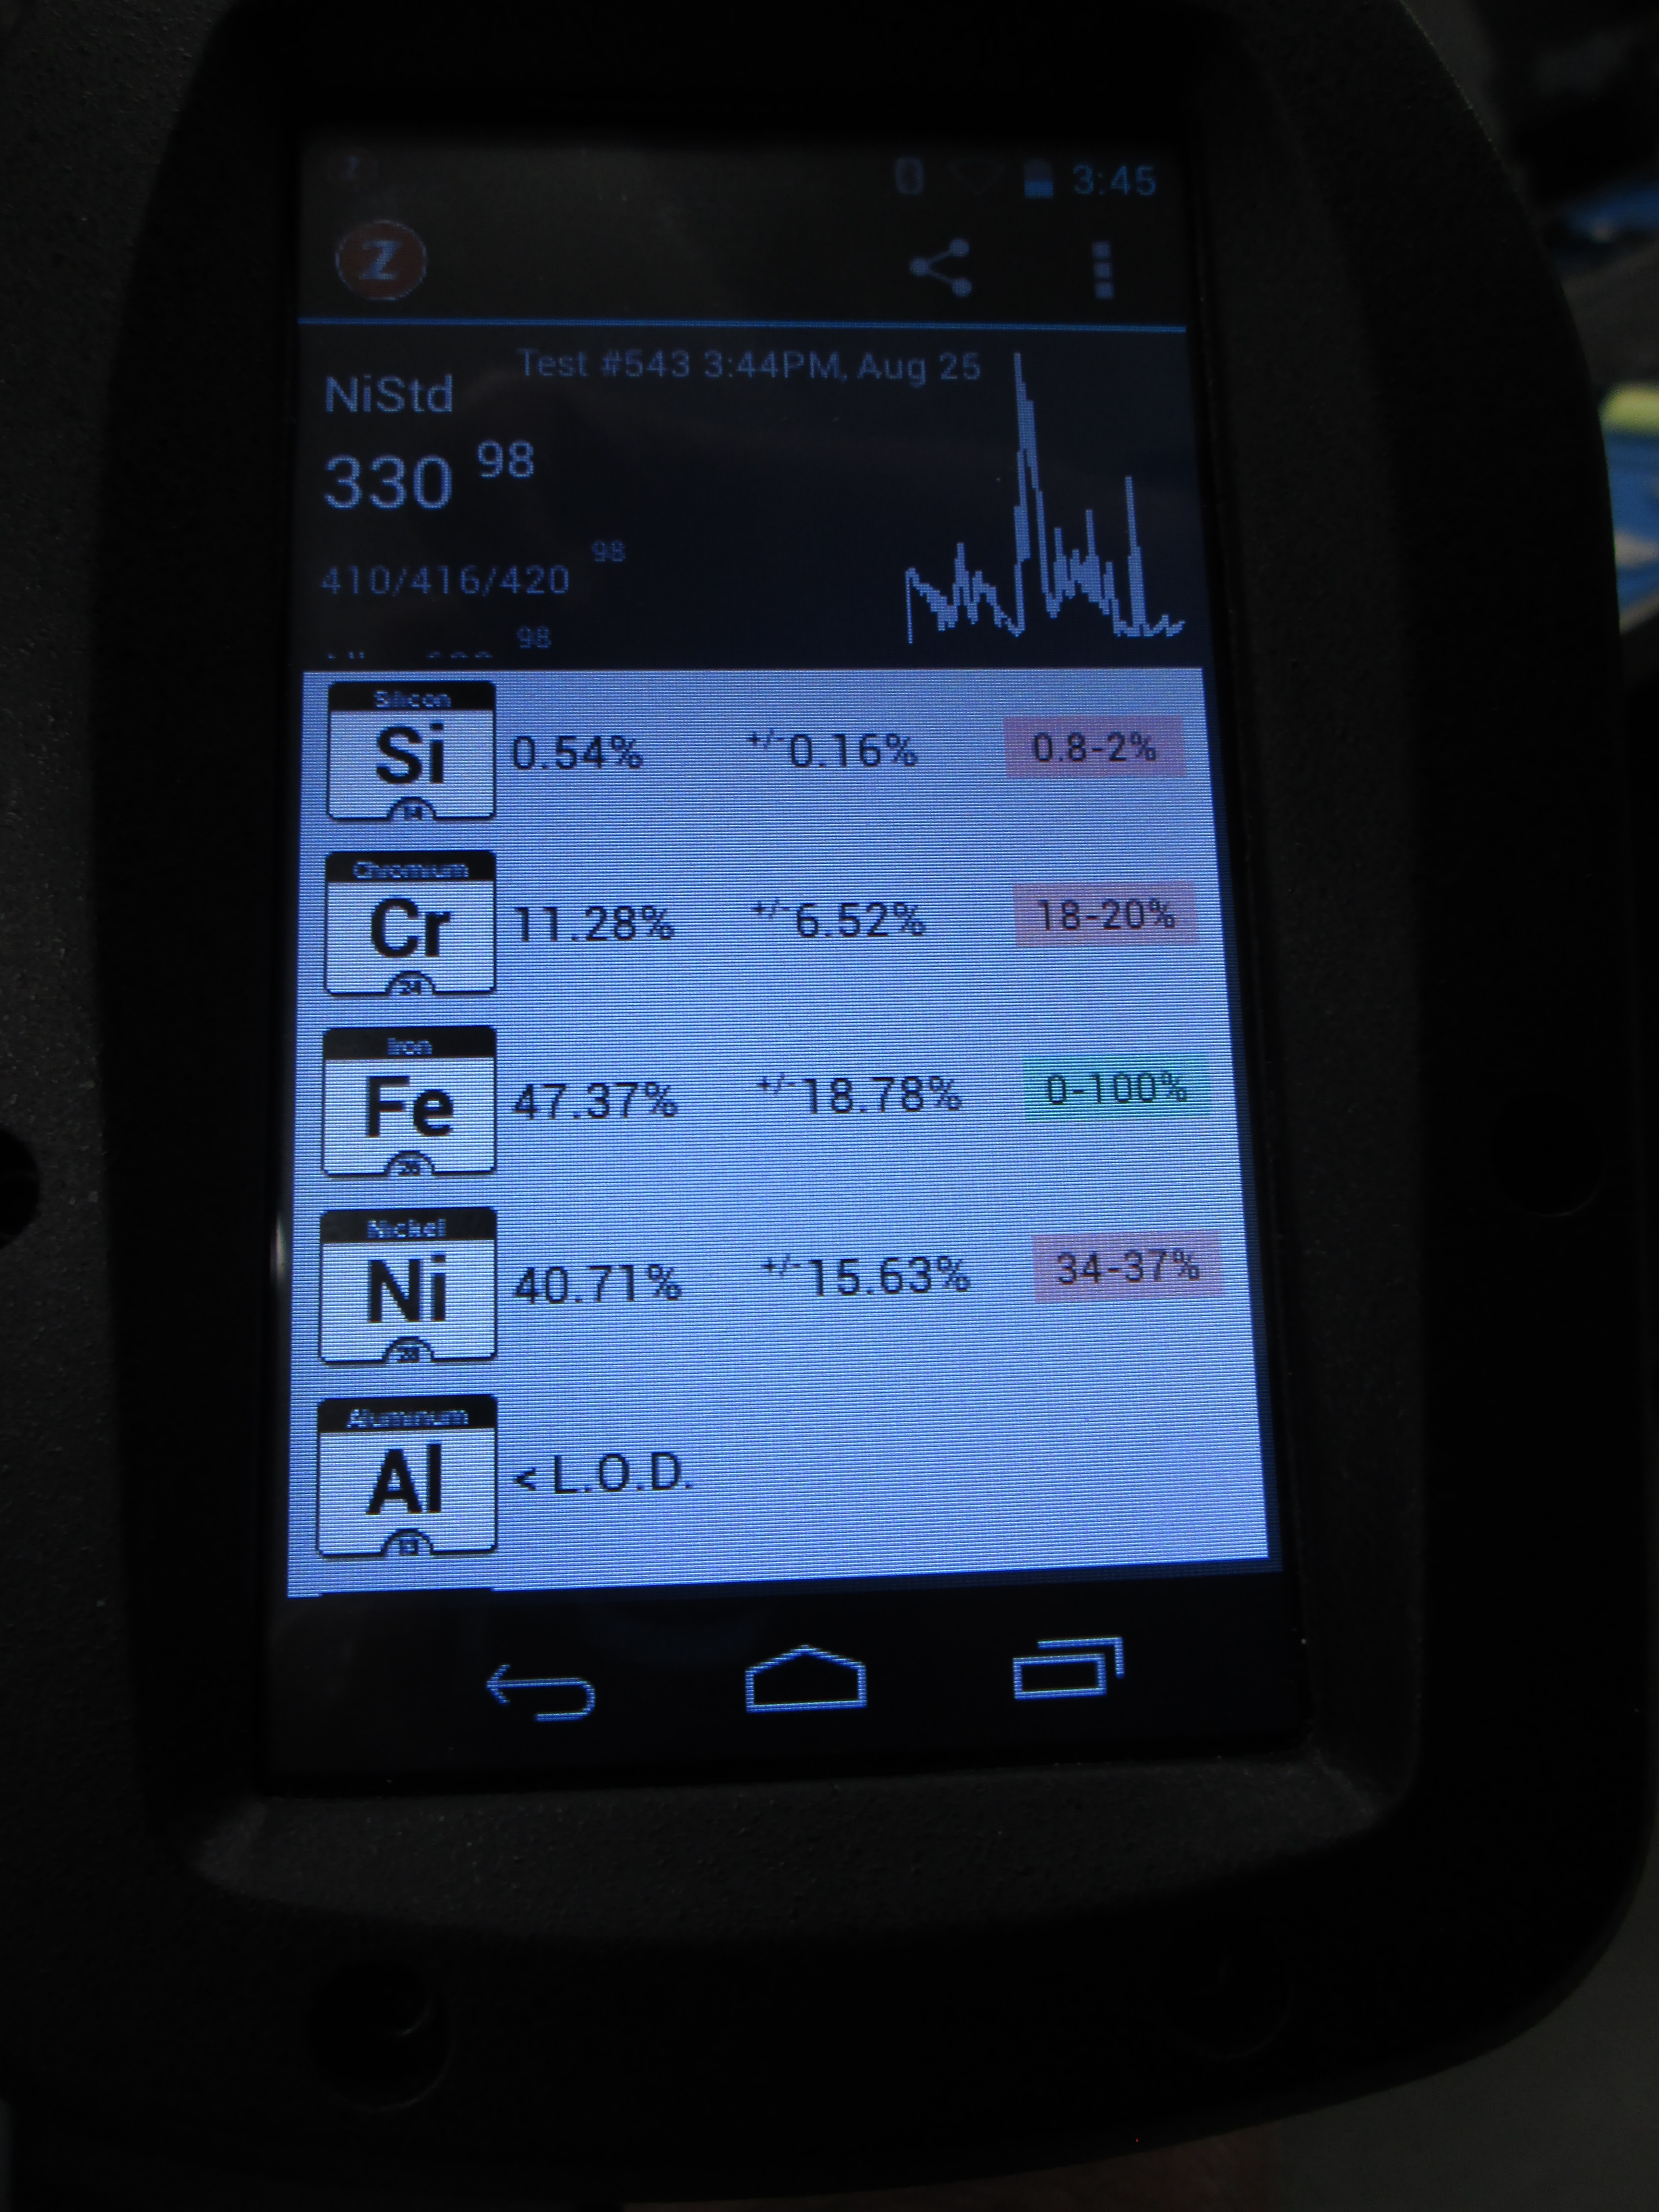 3:45
Z
Test #543 3:44PM, Aug 25
NiStd
330 98
410/416/420 98
98
Silicon
Si 0.54% +/-0.16% 0.8-2%
14
Chromium
Cr 11.28% +/-6.52% 18-20%
24
Iron
Fe 47.37% +/-18.78% 0-100%
26
Nickel
Ni 40.71% +/-15.63% 34-37%
28
Aluminum
Al < L.O.D.
13